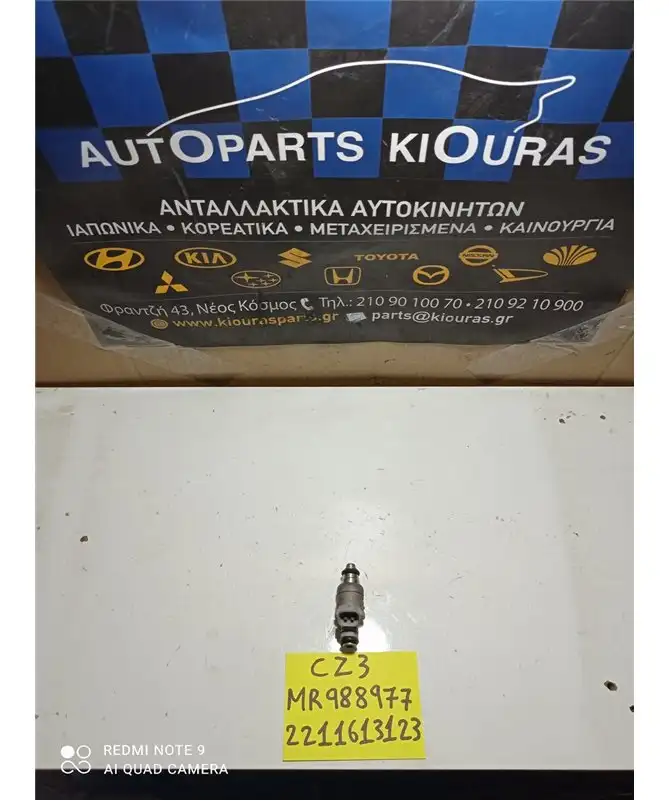 AUTOPARTS KIOURAS
ΑΝΤΑΛΛΑΚΤΙΚΑ ΑΥΤΟΚΙΝΗΤΩΝ
ΙΑΠΩΝΙΚΑ • ΚΟΡΕΑΤΙΚΑ • ΜΕΤΑΧΕΙΡΙΣΜΕΝΑ • ΚΑΙΝΟΥΡΓΙΑ
KIA TOYOTA NISSAN
Φραντζή 43, Νέος Κόσμος Τηλ.: 210 90 100 70 • 210 92 10 900
www.kiourasparts.gr parts@kiouras.gr
CZ3
MR988977
2211613123
REDMI NOTE 9
AI QUAD CAMERA